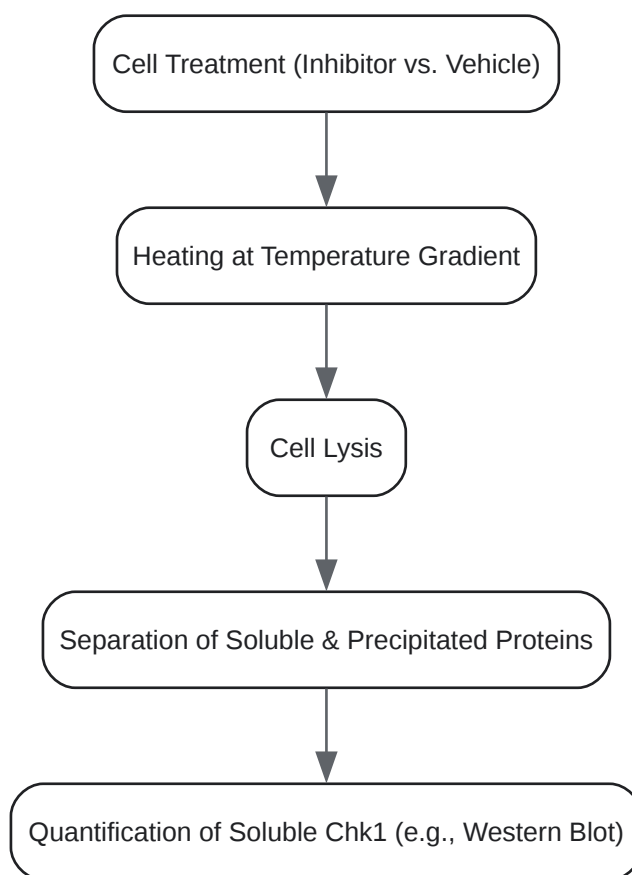 Cell Treatment (Inhibitor vs. Vehicle)
Heating at Temperature Gradient
Cell Lysis
Separation of Soluble & Precipitated Proteins
Quantification of Soluble Chk1 (e.g., Western Blot)